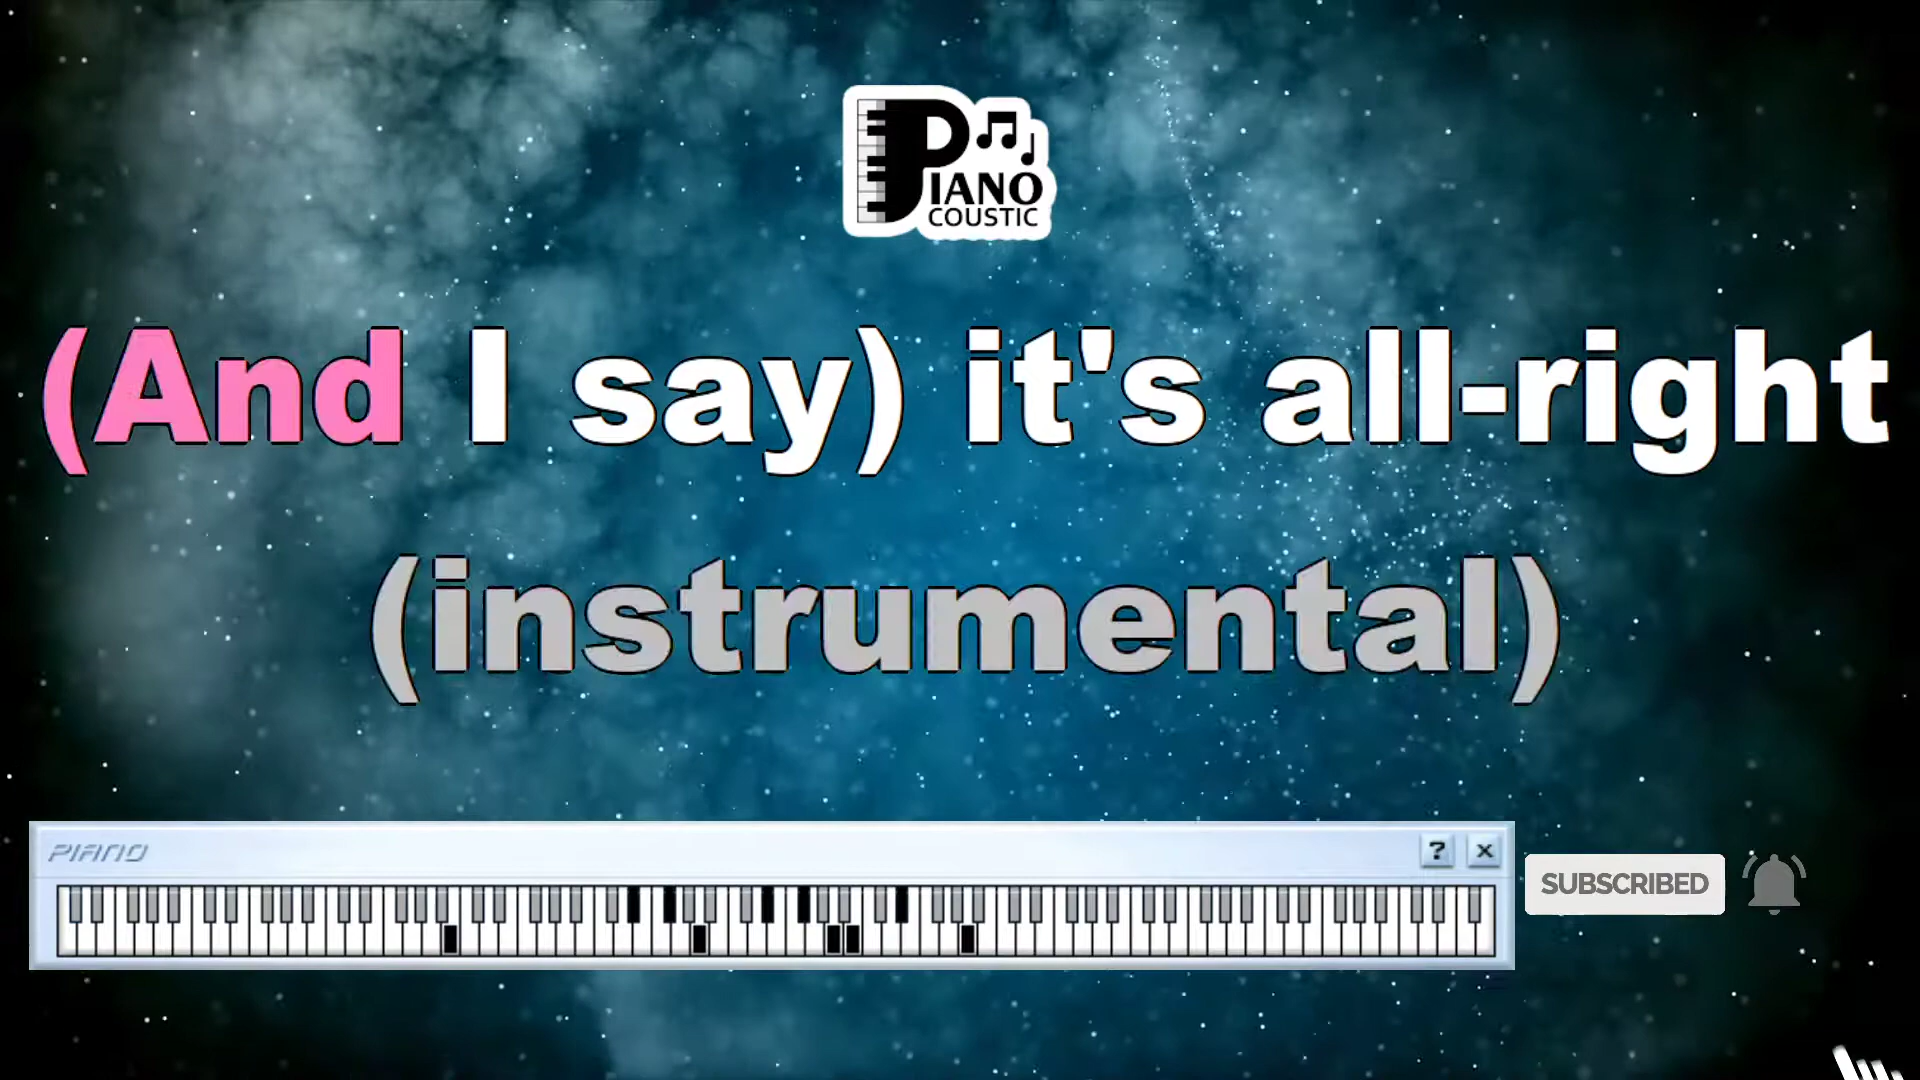 PIANO
COUSTIC
(And I say) it's all-right
(instrumental)
PIANO
? x
SUBSCRIBED